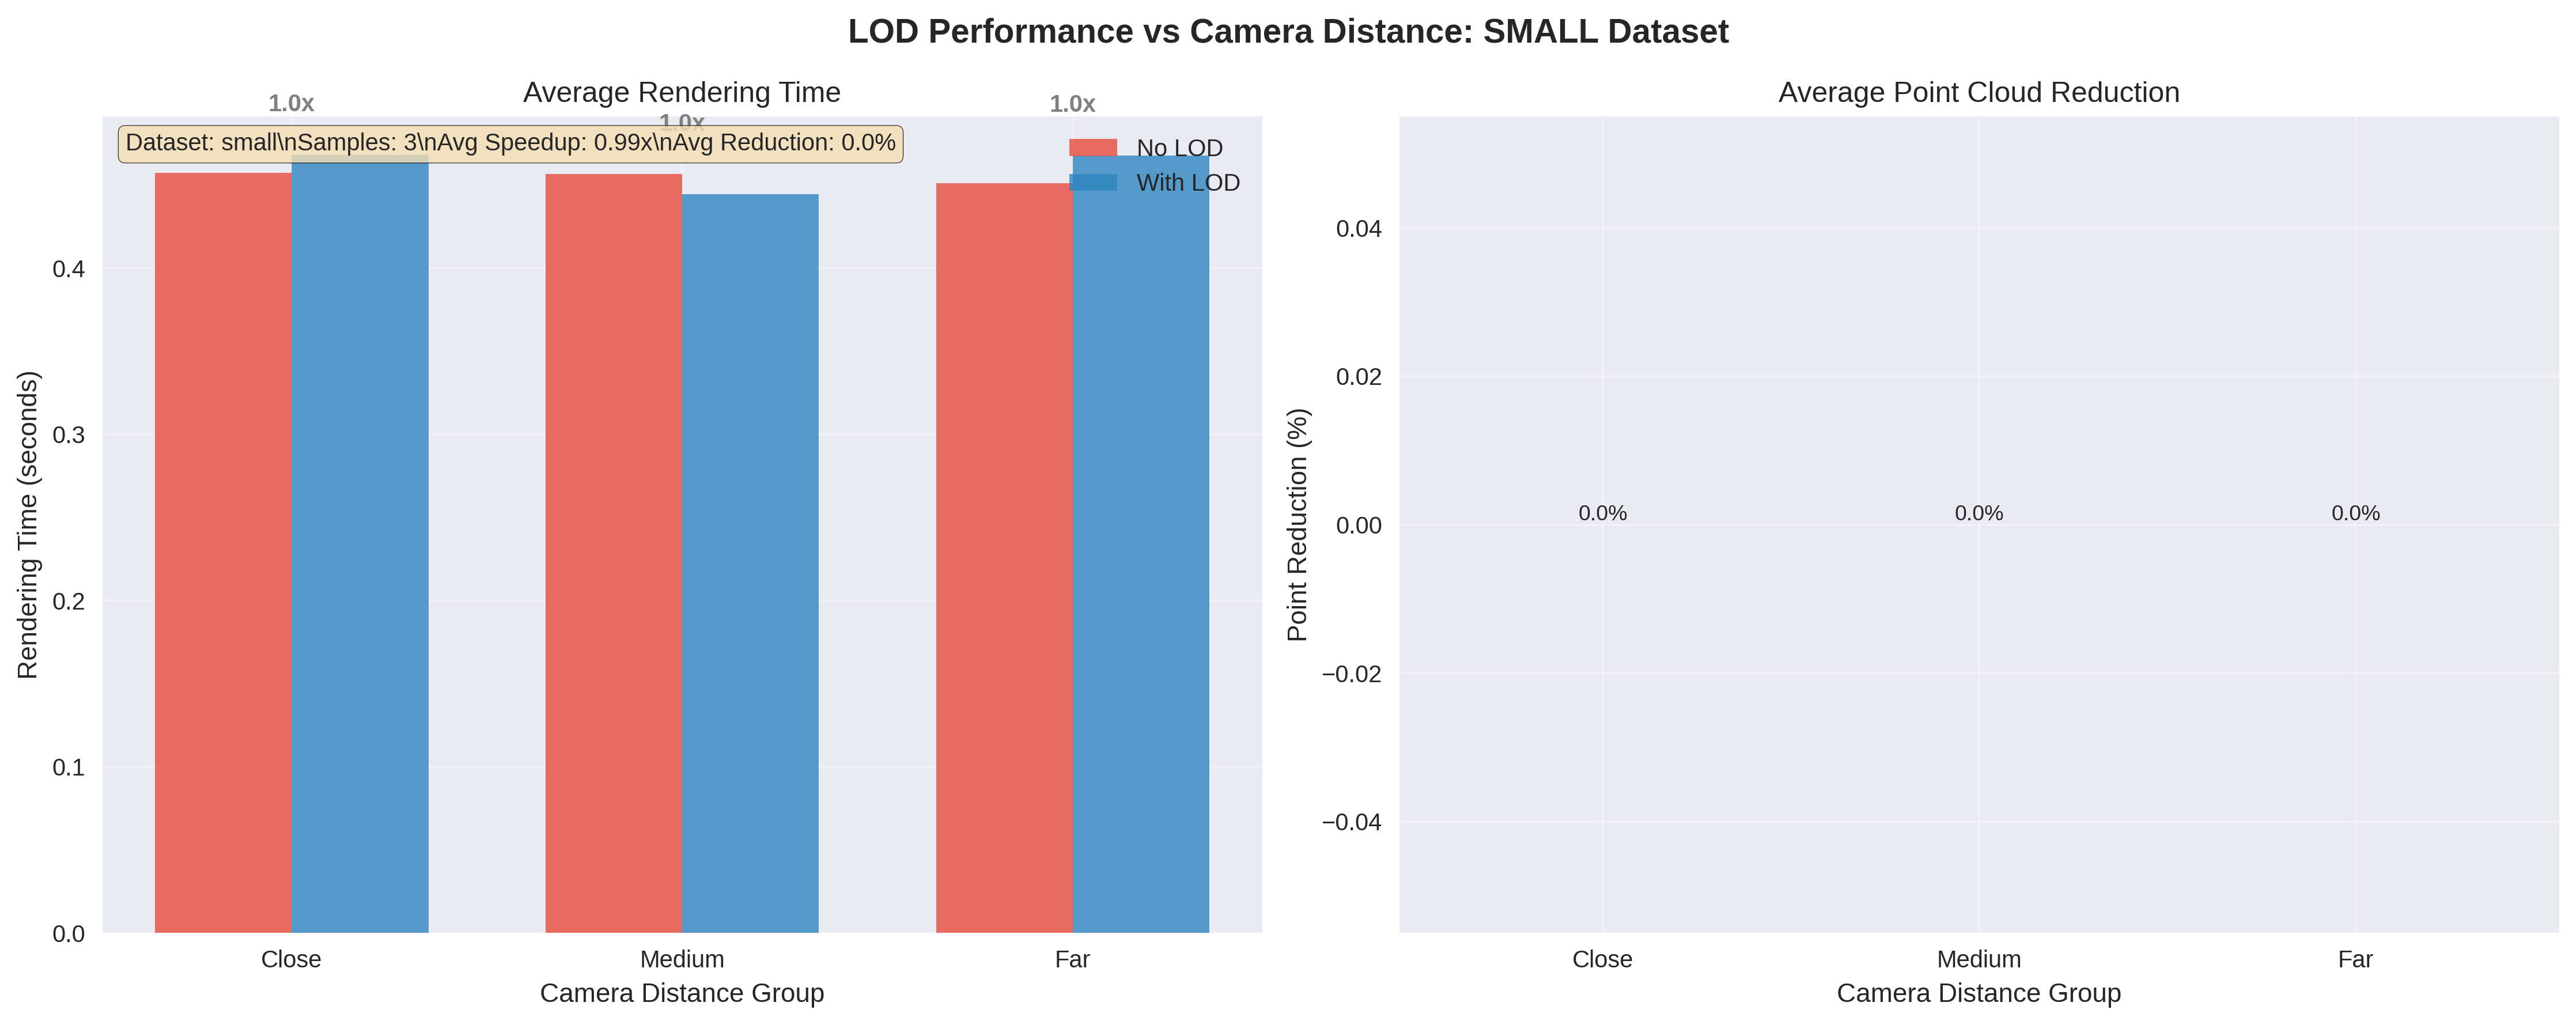 LOD Performance vs Camera Distance: SMALL Dataset
Average Rendering Time
1.0x
1.0x
1.0x
Dataset: small\nSamples: 3\nAvg Speedup: 0.99x\nAvg Reduction: 0.0%
No LOD
With LOD
Rendering Time (seconds)
0.4
0.3
0.2
0.1
0.0
Close
Medium
Far
Camera Distance Group
Average Point Cloud Reduction
Point Reduction (%)
0.04
0.02
0.00
−0.02
−0.04
0.0%
0.0%
0.0%
Close
Medium
Far
Camera Distance Group